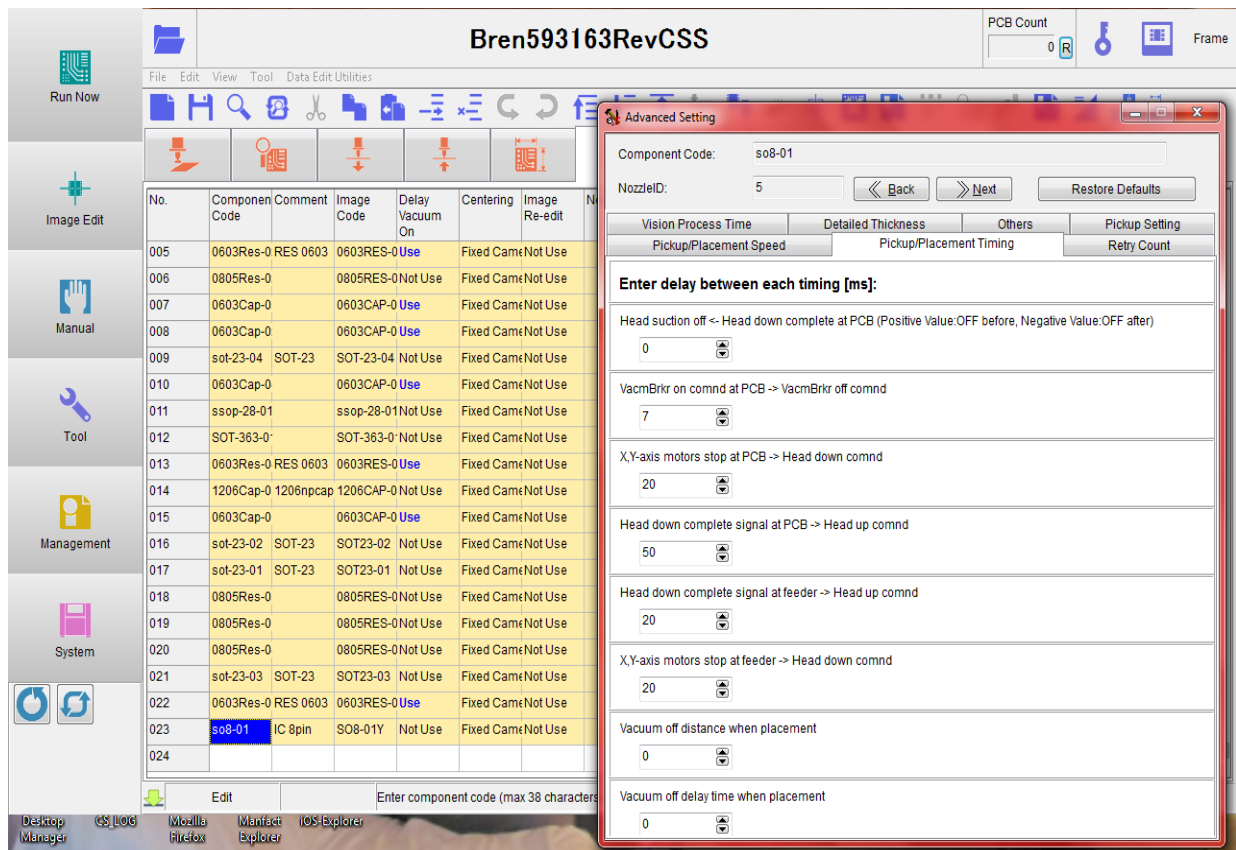 Bren593163RevCSS
PCB Count
0 R
Frame
File Edit View Tool Data Edit Utilities
Run Now
Image Edit
Manual
Tool
Management
System
No. Componen Code Comment Image Code Delay Vacuum On Centering Image Re-edit
005 0603Res-0 RES 0603 0603RES-0 Use Fixed Came Not Use
006 0805Res-0 0805RES-0 Not Use Fixed Came Not Use
007 0603Cap-0 0603CAP-0 Use Fixed Came Not Use
008 0603Cap-0 0603CAP-0 Use Fixed Came Not Use
009 sot-23-04 SOT-23 SOT-23-04 Not Use Fixed Came Not Use
010 0603Cap-0 0603CAP-0 Use Fixed Came Not Use
011 ssop-28-01 ssop-28-01 Not Use Fixed Came Not Use
012 SOT-363-0 SOT-363-0 Not Use Fixed Came Not Use
013 0603Res-0 RES 0603 0603RES-0 Use Fixed Came Not Use
014 1206Cap-0 1206npcap 1206CAP-0 Not Use Fixed Came Not Use
015 0603Cap-0 0603CAP-0 Use Fixed Came Not Use
016 sot-23-02 SOT-23 SOT23-02 Not Use Fixed Came Not Use
017 sot-23-01 SOT-23 SOT23-01 Not Use Fixed Came Not Use
018 0805Res-0 0805RES-0 Not Use Fixed Came Not Use
019 0805Res-0 0805RES-0 Not Use Fixed Came Not Use
020 0805Res-0 0805RES-0 Not Use Fixed Came Not Use
021 sot-23-03 SOT-23 SOT23-03 Not Use Fixed Came Not Use
022 0603Res-0 RES 0603 0603RES-0 Use Fixed Came Not Use
023 so8-01 IC 8pin SO8-01Y Not Use Fixed Came Not Use
024
Edit Enter component code (max 38 characters
Desktop Manager GS_LOG Mozilla Firefox Manfact Explorer iOS-Explorer
Advanced Setting
Component Code: so8-01
NozzleID: 5 Back Next Restore Defaults
Vision Process Time Detailed Thickness Others Pickup Setting
Pickup/Placement Speed Pickup/Placement Timing Retry Count
Enter delay between each timing [ms]:
Head suction off <- Head down complete at PCB (Positive Value:OFF before, Negative Value:OFF after)
0
VacmBrkr on comnd at PCB -> VacmBrkr off comnd
7
X,Y-axis motors stop at PCB -> Head down comnd
20
Head down complete signal at PCB -> Head up comnd
50
Head down complete signal at feeder -> Head up comnd
20
X,Y-axis motors stop at feeder -> Head down comnd
20
Vacuum off distance when placement
0
Vacuum off delay time when placement
0